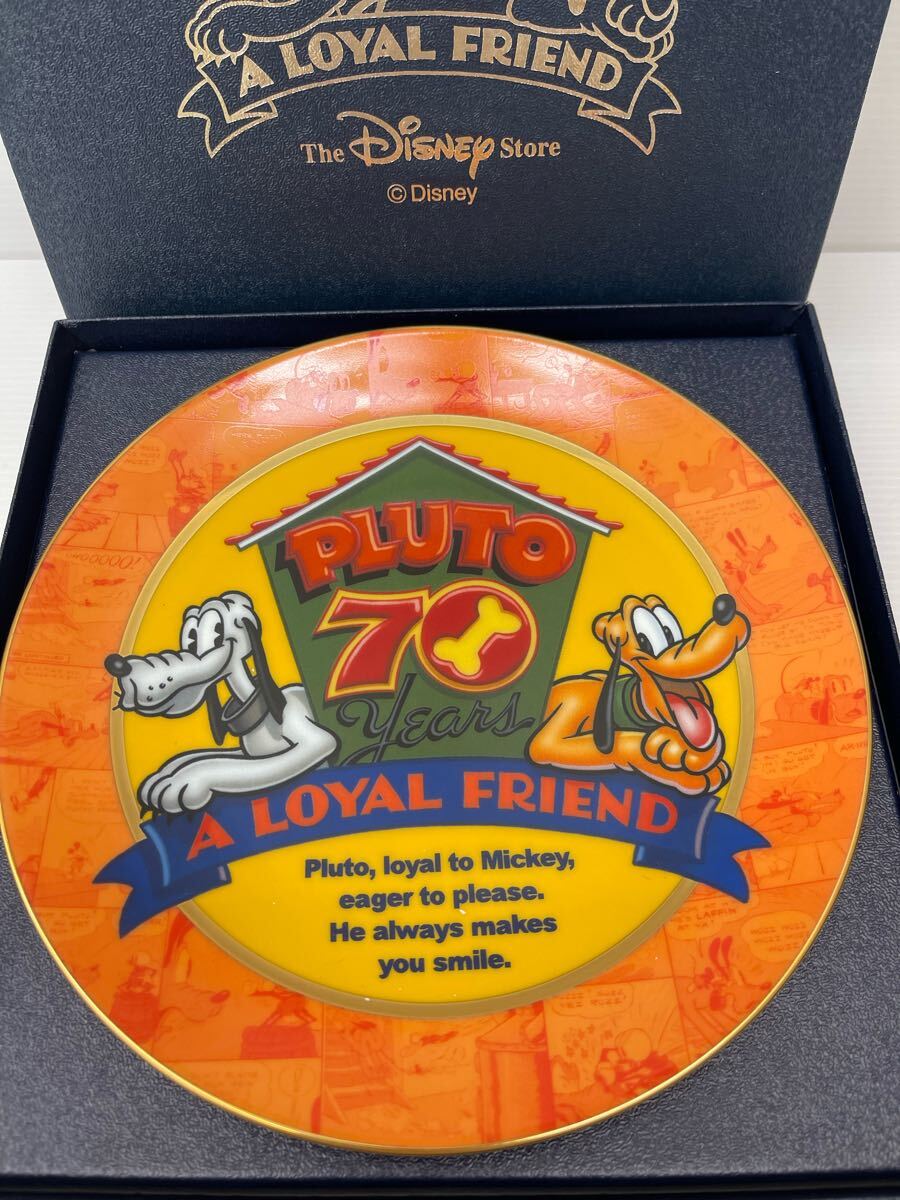 A LOYAL FRIEND
The Disney Store
© Disney
PLUTO
70
Years
A LOYAL FRIEND
Pluto, loyal to Mickey,
eager to please.
He always makes
you smile.